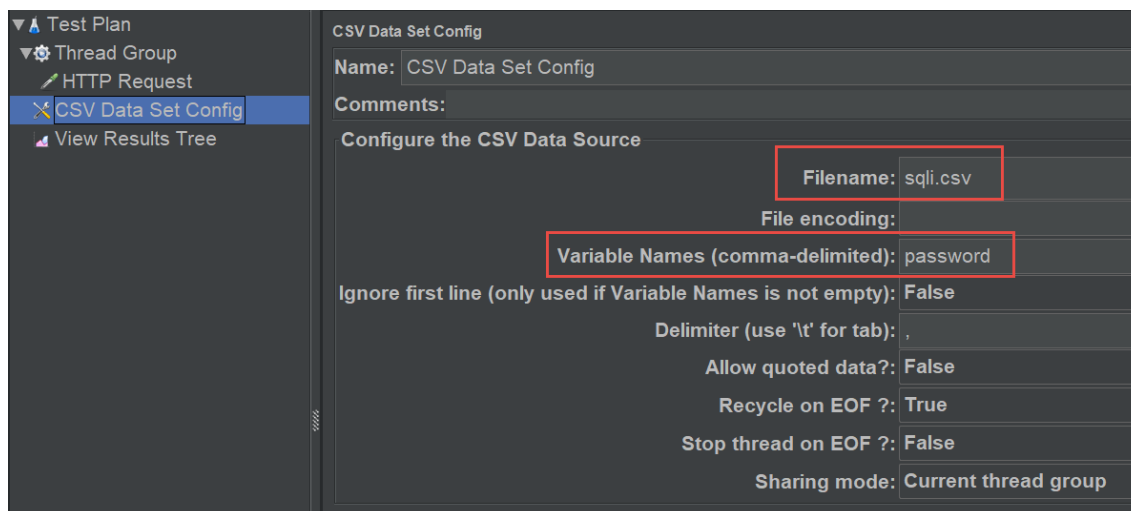 Test Plan
Thread Group
HTTP Request
CSV Data Set Config
View Results Tree
CSV Data Set Config
Name: CSV Data Set Config
Comments:
Configure the CSV Data Source
Filename: sqli.csv
File encoding:
Variable Names (comma-delimited): password
Ignore first line (only used if Variable Names is not empty): False
Delimiter (use '\t' for tab): ,
Allow quoted data?: False
Recycle on EOF ?: True
Stop thread on EOF ?: False
Sharing mode: Current thread group